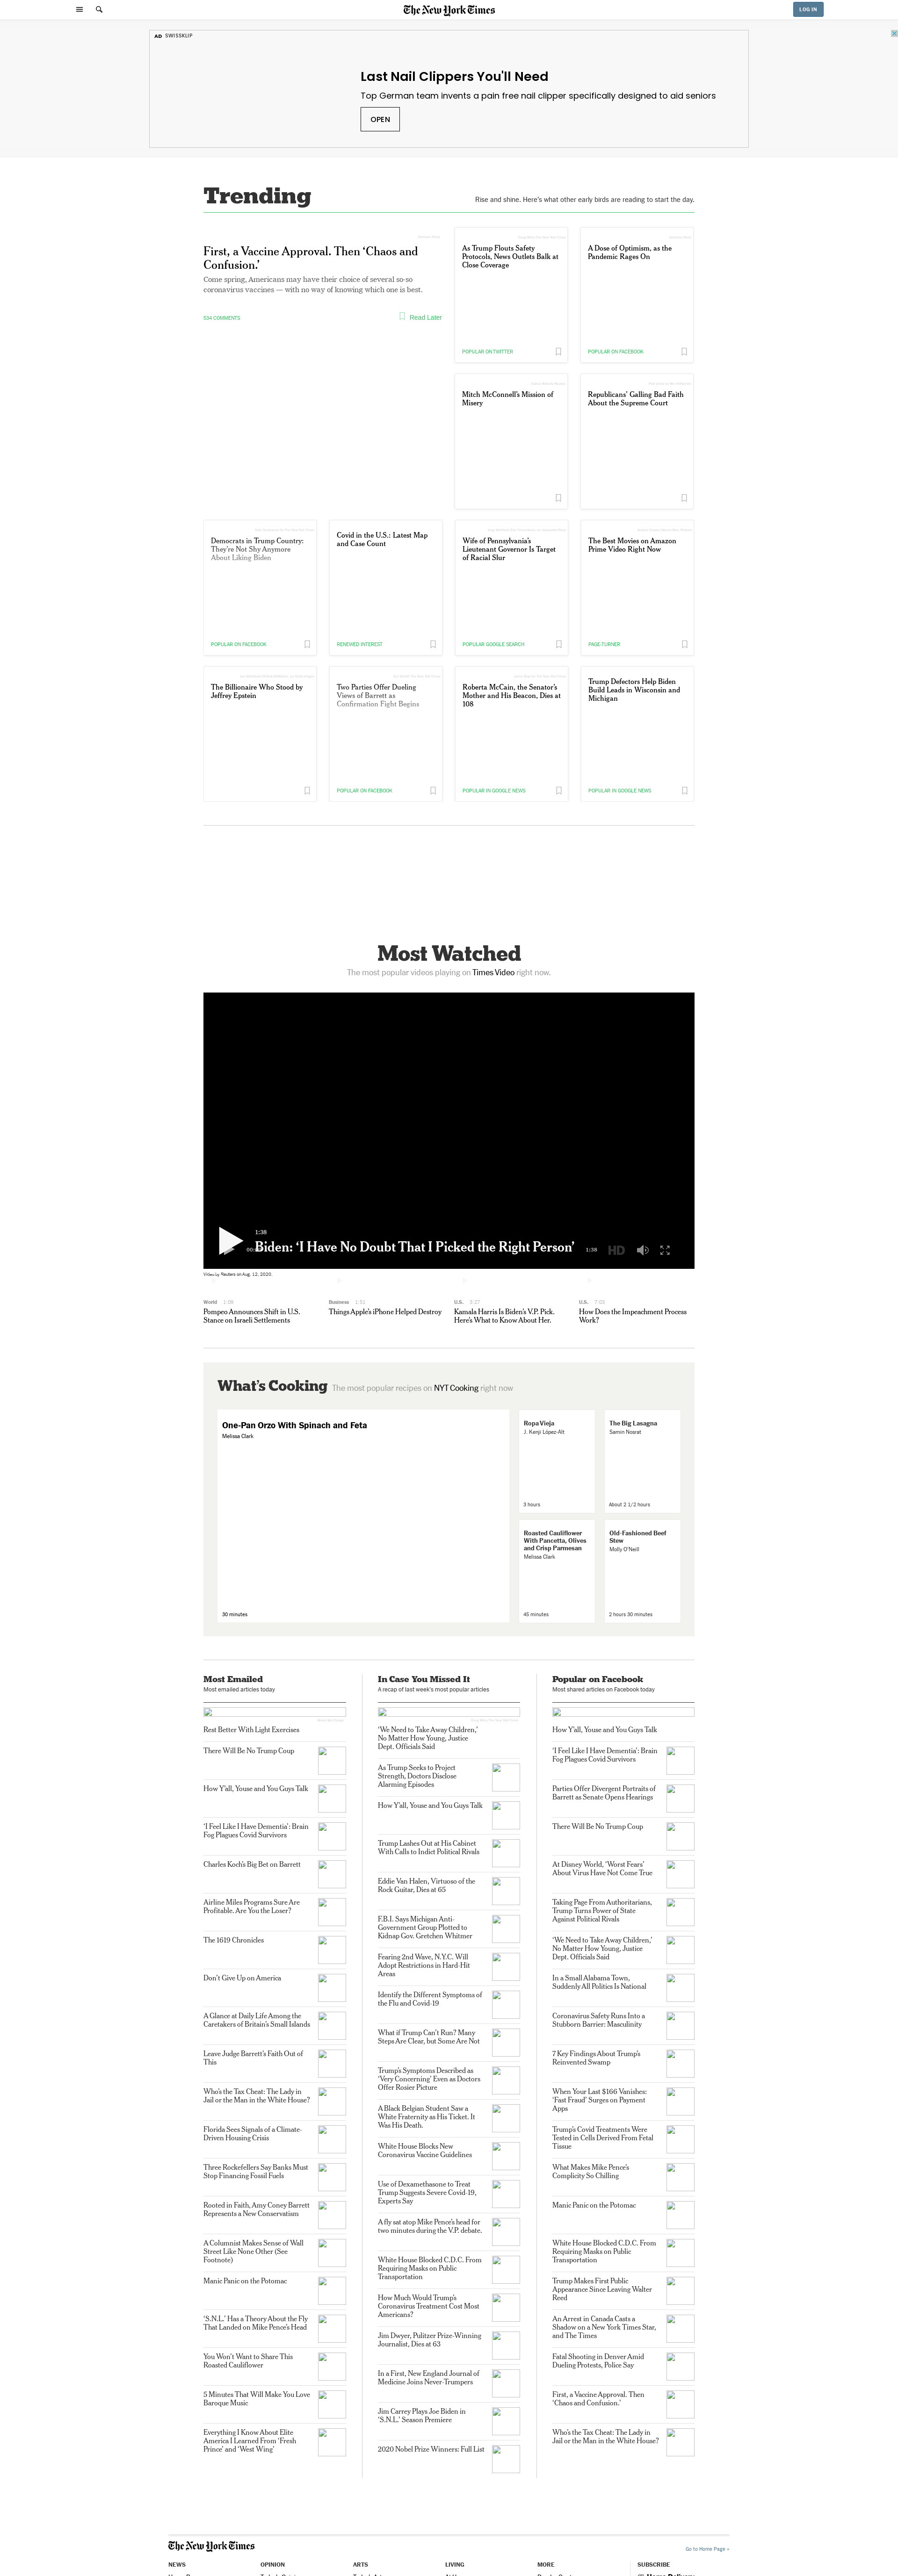 The New York Times
LOG IN
AD SWISSKLIP
Last Nail Clippers You'll Need
Top German team invents a pain free nail clipper specifically designed to aid seniors
OPEN
Trending
Rise and shine. Here's what other early birds are reading to start the day.
First, a Vaccine Approval. Then ‘Chaos and
Confusion.’
Come spring, Americans may have their choice of several so-so
coronavirus vaccines — with no way of knowing which one is best.
534 COMMENTS
Read Later
As Trump Flouts Safety
Protocols, News Outlets Balk at
Close Coverage
POPULAR ON TWITTER
A Dose of Optimism, as the
Pandemic Rages On
POPULAR ON FACEBOOK
Mitch McConnell’s Mission of
Misery
Republicans’ Galling Bad Faith
About the Supreme Court
Democrats in Trump Country:
They’re Not Shy Anymore
About Liking Biden
POPULAR ON FACEBOOK
Covid in the U.S.: Latest Map
and Case Count
RENEWED INTEREST
Wife of Pennsylvania’s
Lieutenant Governor Is Target
of Racial Slur
POPULAR GOOGLE SEARCH
The Best Movies on Amazon
Prime Video Right Now
PAGE-TURNER
The Billionaire Who Stood by
Jeffrey Epstein
Two Parties Offer Dueling
Views of Barrett as
Confirmation Fight Begins
POPULAR ON FACEBOOK
Roberta McCain, the Senator’s
Mother and His Beacon, Dies at
108
POPULAR IN GOOGLE NEWS
Trump Defectors Help Biden
Build Leads in Wisconsin and
Michigan
POPULAR IN GOOGLE NEWS
Most Watched
The most popular videos playing on Times Video right now.
1:38
Biden: ‘I Have No Doubt That I Picked the Right Person’
1:38
HD
Video by Reuters on Aug. 12, 2020.
World 1:08
Pompeo Announces Shift in U.S.
Stance on Israeli Settlements
Business 1:51
Things Apple’s iPhone Helped Destroy
U.S. 3:27
Kamala Harris Is Biden’s V.P. Pick.
Here’s What to Know About Her.
U.S. 7:03
How Does the Impeachment Process
Work?
What’s Cooking The most popular recipes on NYT Cooking right now
One-Pan Orzo With Spinach and Feta
Melissa Clark
30 minutes
Ropa Vieja
J. Kenji López-Alt
3 hours
The Big Lasagna
Samin Nosrat
About 2 1/2 hours
Roasted Cauliflower
With Pancetta, Olives
and Crisp Parmesan
Melissa Clark
45 minutes
Old-Fashioned Beef
Stew
Molly O'Neill
2 hours 30 minutes
Most Emailed
Most emailed articles today
Rest Better With Light Exercises
There Will Be No Trump Coup
How Y’all, Youse and You Guys Talk
‘I Feel Like I Have Dementia’: Brain
Fog Plagues Covid Survivors
Charles Koch’s Big Bet on Barrett
Airline Miles Programs Sure Are
Profitable. Are You the Loser?
The 1619 Chronicles
Don’t Give Up on America
A Glance at Daily Life Among the
Caretakers of Britain’s Small Islands
Leave Judge Barrett’s Faith Out of
This
Who’s the Tax Cheat: The Lady in
Jail or the Man in the White House?
Florida Sees Signals of a Climate-
Driven Housing Crisis
Three Rockefellers Say Banks Must
Stop Financing Fossil Fuels
Rooted in Faith, Amy Coney Barrett
Represents a New Conservatism
A Columnist Makes Sense of Wall
Street Like None Other (See
Footnote)
Manic Panic on the Potomac
‘S.N.L.’ Has a Theory About the Fly
That Landed on Mike Pence’s Head
You Won’t Want to Share This
Roasted Cauliflower
5 Minutes That Will Make You Love
Baroque Music
Everything I Know About Elite
America I Learned From ‘Fresh
Prince’ and ‘West Wing’
In Case You Missed It
A recap of last week’s most popular articles
‘We Need to Take Away Children,’
No Matter How Young, Justice
Dept. Officials Said
As Trump Seeks to Project
Strength, Doctors Disclose
Alarming Episodes
How Y’all, Youse and You Guys Talk
Trump Lashes Out at His Cabinet
With Calls to Indict Political Rivals
Eddie Van Halen, Virtuoso of the
Rock Guitar, Dies at 65
F.B.I. Says Michigan Anti-
Government Group Plotted to
Kidnap Gov. Gretchen Whitmer
Fearing 2nd Wave, N.Y.C. Will
Adopt Restrictions in Hard-Hit
Areas
Identify the Different Symptoms of
the Flu and Covid-19
What if Trump Can’t Run? Many
Steps Are Clear, but Some Are Not
Trump’s Symptoms Described as
‘Very Concerning’ Even as Doctors
Offer Rosier Picture
A Black Belgian Student Saw a
White Fraternity as His Ticket. It
Was His Death.
White House Blocks New
Coronavirus Vaccine Guidelines
Use of Dexamethasone to Treat
Trump Suggests Severe Covid-19,
Experts Say
A fly sat atop Mike Pence’s head for
two minutes during the V.P. debate.
White House Blocked C.D.C. From
Requiring Masks on Public
Transportation
How Much Would Trump’s
Coronavirus Treatment Cost Most
Americans?
Jim Dwyer, Pulitzer Prize-Winning
Journalist, Dies at 63
In a First, New England Journal of
Medicine Joins Never-Trumpers
Jim Carrey Plays Joe Biden in
‘S.N.L.’ Season Premiere
2020 Nobel Prize Winners: Full List
Popular on Facebook
Most shared articles on Facebook today
How Y’all, Youse and You Guys Talk
‘I Feel Like I Have Dementia’: Brain
Fog Plagues Covid Survivors
Parties Offer Divergent Portraits of
Barrett as Senate Opens Hearings
There Will Be No Trump Coup
At Disney World, ‘Worst Fears’
About Virus Have Not Come True
Taking Page From Authoritarians,
Trump Turns Power of State
Against Political Rivals
‘We Need to Take Away Children,’
No Matter How Young, Justice
Dept. Officials Said
In a Small Alabama Town,
Suddenly All Politics Is National
Coronavirus Safety Runs Into a
Stubborn Barrier: Masculinity
7 Key Findings About Trump’s
Reinvented Swamp
When Your Last $166 Vanishes:
‘Fast Fraud’ Surges on Payment
Apps
Trump’s Covid Treatments Were
Tested in Cells Derived From Fetal
Tissue
What Makes Mike Pence’s
Complicity So Chilling
Manic Panic on the Potomac
White House Blocked C.D.C. From
Requiring Masks on Public
Transportation
Trump Makes First Public
Appearance Since Leaving Walter
Reed
An Arrest in Canada Casts a
Shadow on a New York Times Star,
and The Times
Fatal Shooting in Denver Amid
Dueling Protests, Police Say
First, a Vaccine Approval. Then
‘Chaos and Confusion.’
Who’s the Tax Cheat: The Lady in
Jail or the Man in the White House?
The New York Times
Go to Home Page »
NEWS
OPINION
ARTS
LIVING
MORE
SUBSCRIBE